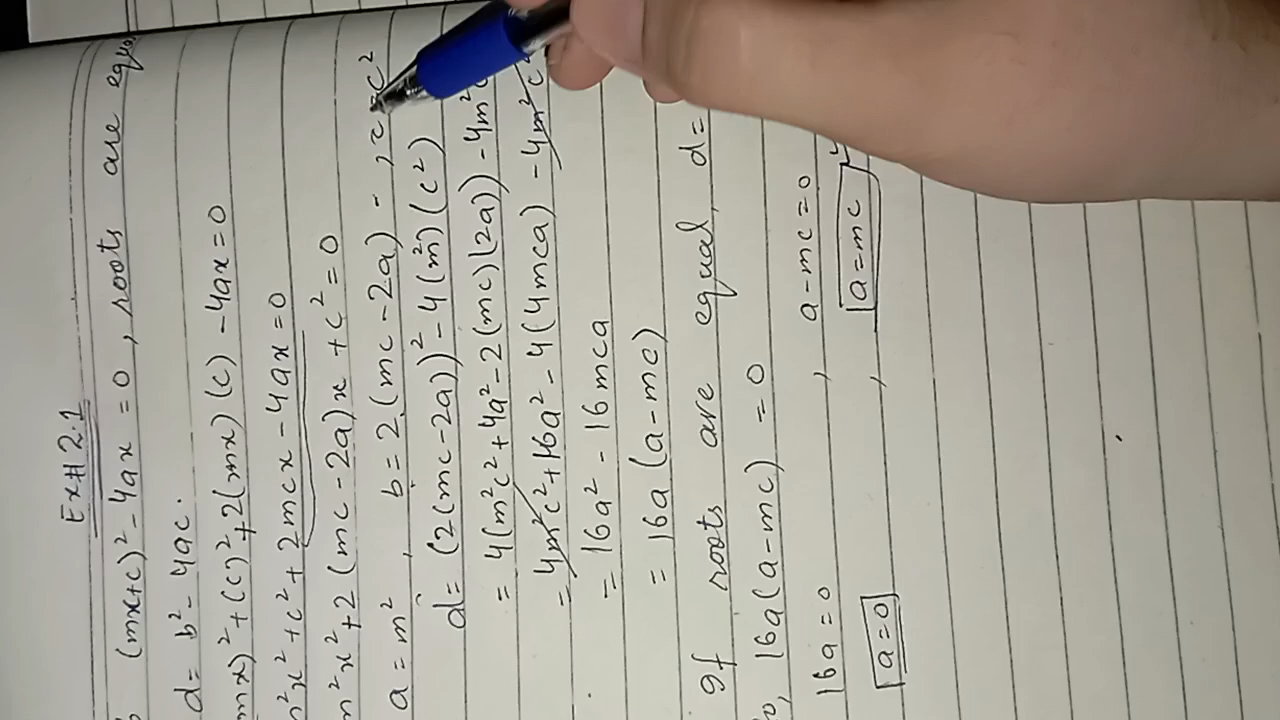 Ex# 2.1
(mx+c)² - 4ax = 0 , roots are equa
d = b² - 4ac.
mx)² + (c)² + 2(mx)(c) - 4ax = 0
m²x² + c² + 2mcx - 4ax = 0
m²x² + 2(mc - 2a)x + c² = 0
a = m² , b = 2(mc - 2a) - , c = c²
d = (2(mc - 2a))² - 4(m²)(c²)
= 4(m²c² + 4a² - 2(mc)(2a)) - 4m²c
= 4m²c² + 16a² - 4(4mca) - 4m²c²
= 16a² - 16mca
= 16a(a - mc)
If roots are equal, d =
16a(a - mc) = 0
16a = 0 , a - mc = 0
a = 0 , a = mc